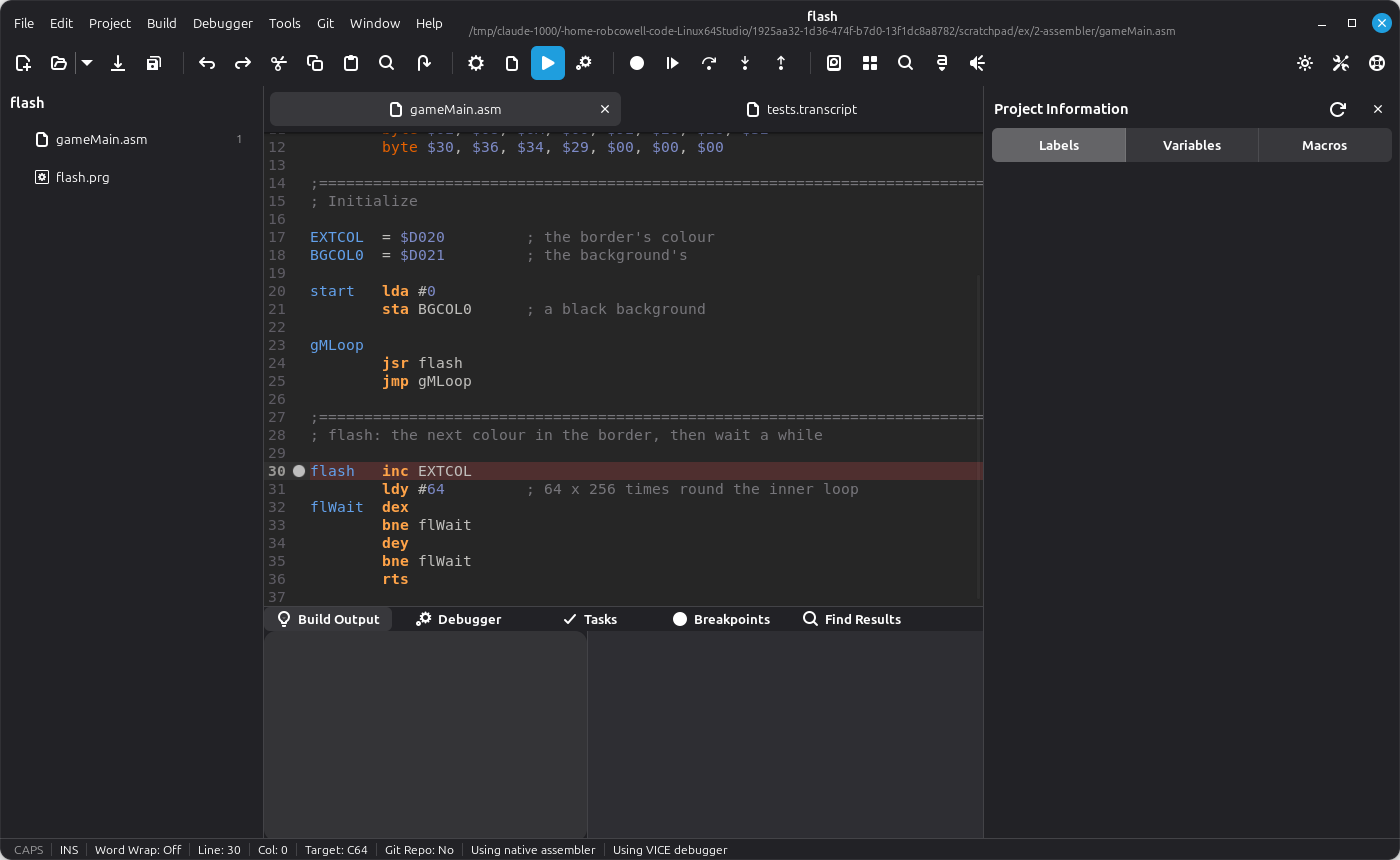 File Edit Project Build Debugger Tools Git Window Help
flash
/tmp/claude-1000/-home-robcowell-code-Linux64Studio/1925aa32-1d36-474f-b7d0-13f1dc8a8782/scratchpad/ex/2-assembler/gameMain.asm
flash
gameMain.asm 1
flash.prg
gameMain.asm
tests.transcript
12 byte $30, $36, $34, $29, $00, $00, $00
13
14 ;==========================================================================
15 ; Initialize
16
17 EXTCOL = $D020 ; the border's colour
18 BGCOL0 = $D021 ; the background's
19
20 start lda #0
21 sta BGCOL0 ; a black background
22
23 gMLoop
24 jsr flash
25 jmp gMLoop
26
27 ;==========================================================================
28 ; flash: the next colour in the border, then wait a while
29
30 flash inc EXTCOL
31 ldy #64 ; 64 x 256 times round the inner loop
32 flWait dex
33 bne flWait
34 dey
35 bne flWait
36 rts
37
Build Output Debugger Tasks Breakpoints Find Results
Project Information
Labels Variables Macros
CAPS INS Word Wrap: Off Line: 30 Col: 0 Target: C64 Git Repo: No Using native assembler Using VICE debugger